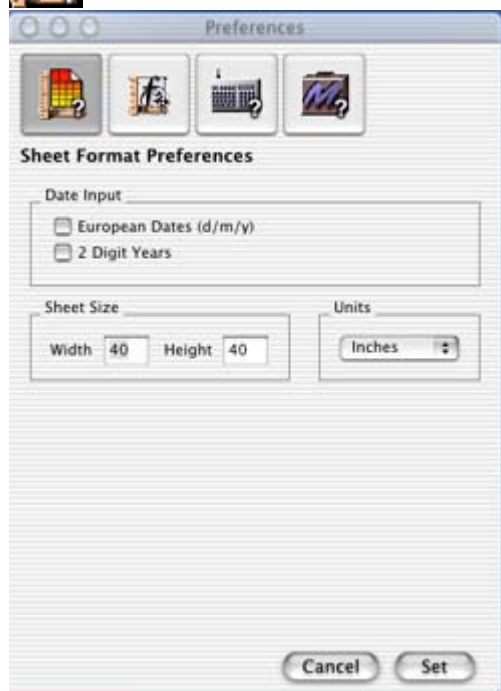 Preferences
Sheet Format Preferences
Date Input
European Dates (d/m/y)
2 Digit Years
Sheet Size
Units
Width 40 Height 40
Inches
Cancel Set